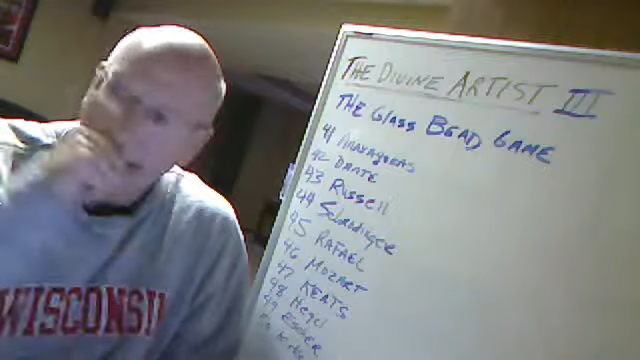 THE DIVINE ARTIST III
THE GLASS BEAD GAME
41 ANAXAGORAS
42 DANTE
43 RUSSELL
44 Schrodinger
45 RAFAEL
46 MOZART
47 KEATS
48 Hegel
49 ESCHER
WISCONSIN